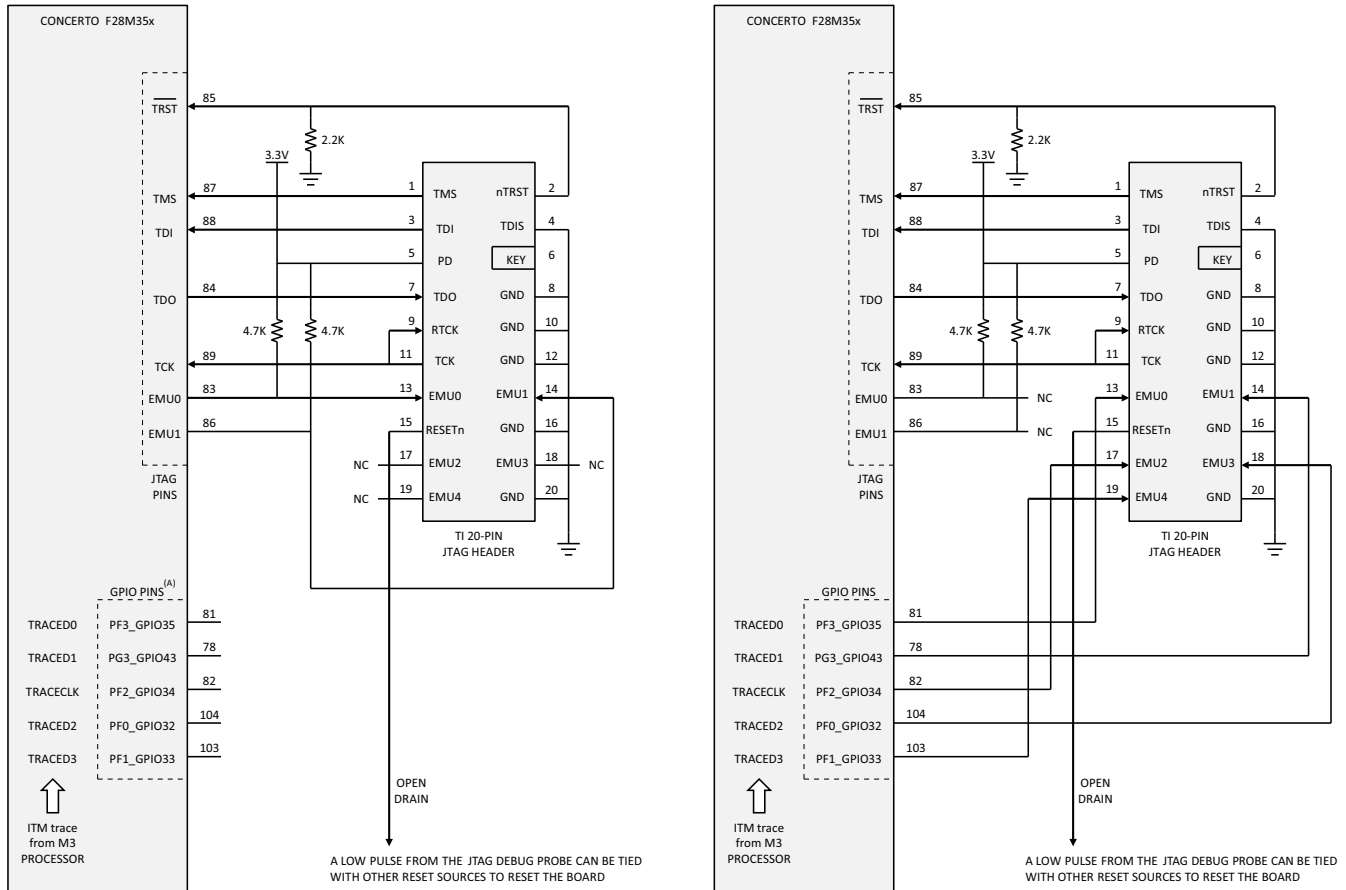 CONCERTO F28M35x
TRST
85
2.2K
3.3V
TMS
87
1
TMS
nTRST
2
TDI
88
3
TDI
TDIS
4
5
PD
KEY
6
TDO
84
7
TDO
GND
8
4.7K
4.7K
9
RTCK
GND
10
TCK
89
11
TCK
GND
12
EMU0
83
13
EMU0
EMU1
14
EMU1
86
15
RESETn
GND
16
NC
17
EMU2
EMU3
18
NC
NC
19
EMU4
GND
20
JTAG
PINS
TI 20-PIN
JTAG HEADER
GPIO PINS(A)
TRACED0
PF3_GPIO35
81
TRACED1
PG3_GPIO43
78
TRACECLK
PF2_GPIO34
82
TRACED2
PF0_GPIO32
104
TRACED3
PF1_GPIO33
103
ITM trace
from M3
PROCESSOR
OPEN
DRAIN
A LOW PULSE FROM THE JTAG DEBUG PROBE CAN BE TIED
WITH OTHER RESET SOURCES TO RESET THE BOARD
CONCERTO F28M35x
TRST
85
2.2K
3.3V
TMS
87
1
TMS
nTRST
2
TDI
88
3
TDI
TDIS
4
5
PD
KEY
6
TDO
84
7
TDO
GND
8
4.7K
4.7K
9
RTCK
GND
10
TCK
89
11
TCK
GND
12
EMU0
83
NC
13
EMU0
EMU1
14
EMU1
86
NC
15
RESETn
GND
16
17
EMU2
EMU3
18
19
EMU4
GND
20
JTAG
PINS
TI 20-PIN
JTAG HEADER
GPIO PINS
TRACED0
PF3_GPIO35
81
TRACED1
PG3_GPIO43
78
TRACECLK
PF2_GPIO34
82
TRACED2
PF0_GPIO32
104
TRACED3
PF1_GPIO33
103
ITM trace
from M3
PROCESSOR
OPEN
DRAIN
A LOW PULSE FROM THE JTAG DEBUG PROBE CAN BE TIED
WITH OTHER RESET SOURCES TO RESET THE BOARD